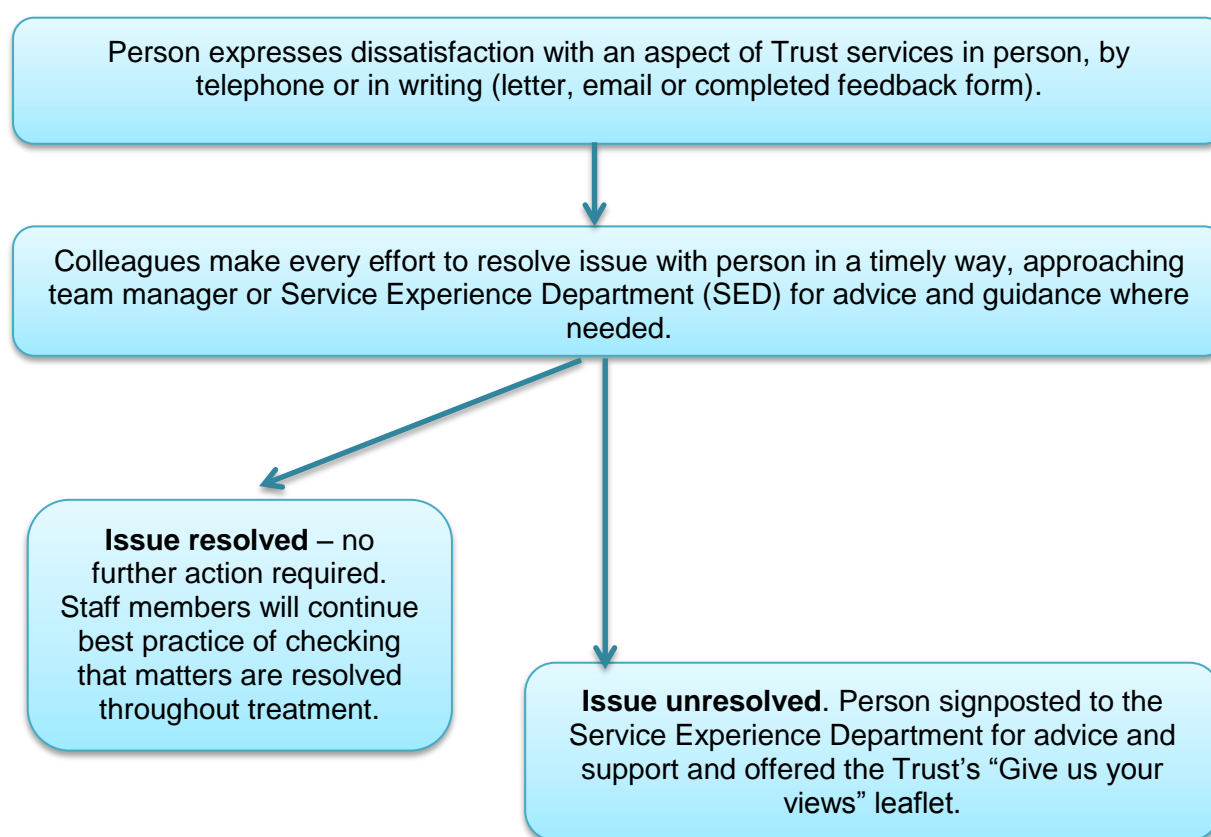 Person expresses dissatisfaction with an aspect of Trust services in person, by
telephone or in writing (letter, email or completed feedback form).
Colleagues make every effort to resolve issue with person in a timely way, approaching
team manager or Service Experience Department (SED) for advice and guidance where
needed.
Issue resolved – no
further action required.
Staff members will continue
best practice of checking
that matters are resolved
throughout treatment.
Issue unresolved. Person signposted to the
Service Experience Department for advice and
support and offered the Trust’s “Give us your
views” leaflet.